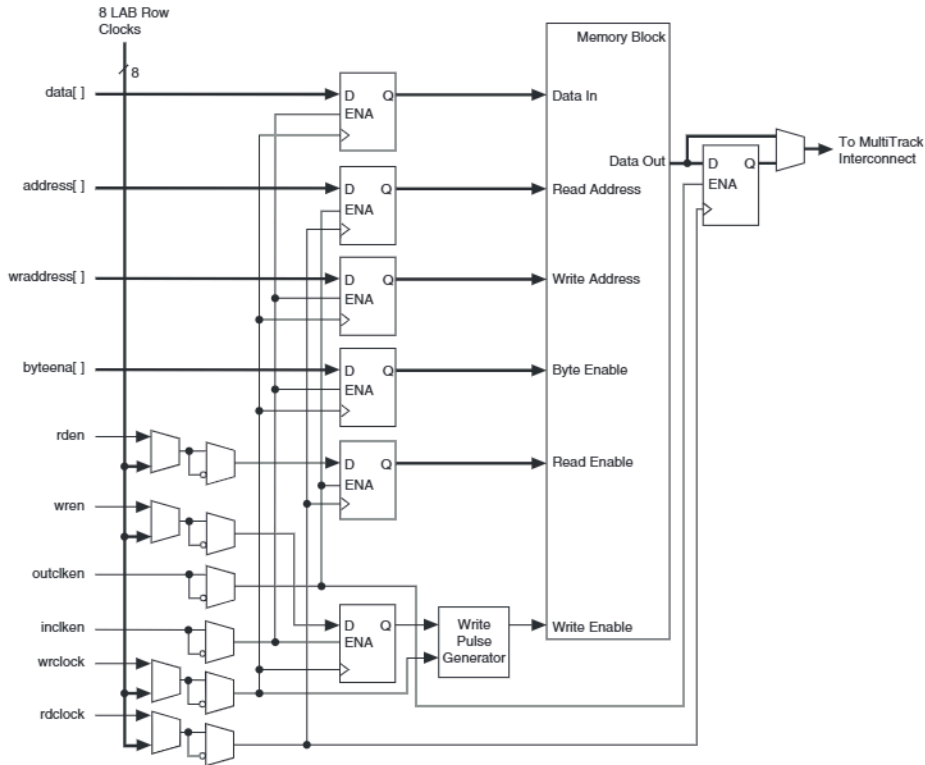 8 LAB Row
Clocks
8
Memory Block
data[ ]
D Q
ENA
Data In
To MultiTrack
Interconnect
Data Out
D Q
ENA
address[ ]
D Q
ENA
Read Address
wraddress[ ]
D Q
ENA
Write Address
byteena[ ]
D Q
ENA
Byte Enable
rden
D Q
ENA
Read Enable
wren
outclken
inclken
D Q
ENA
Write
Pulse
Generator
Write Enable
wrclock
rdclock